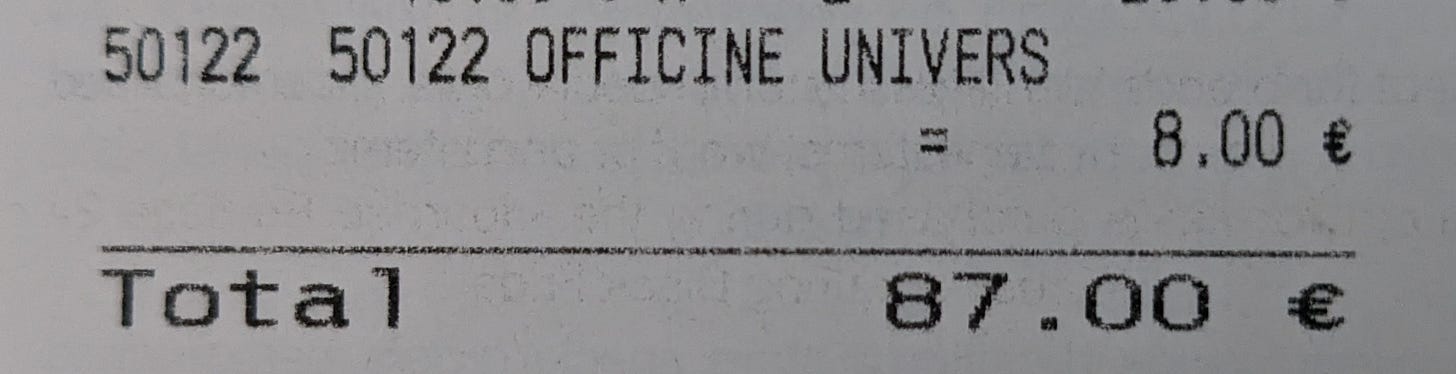 50122 50122 OFFICINE UNIVERS
= 8.00 €
Total 87.00 €